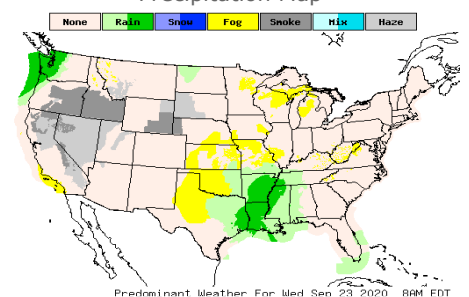 Precipitation Map
None Rain Snow Fog Smoke Mix Haze
Predominant Weather For Wed Sep 23 2020 8AM EDT